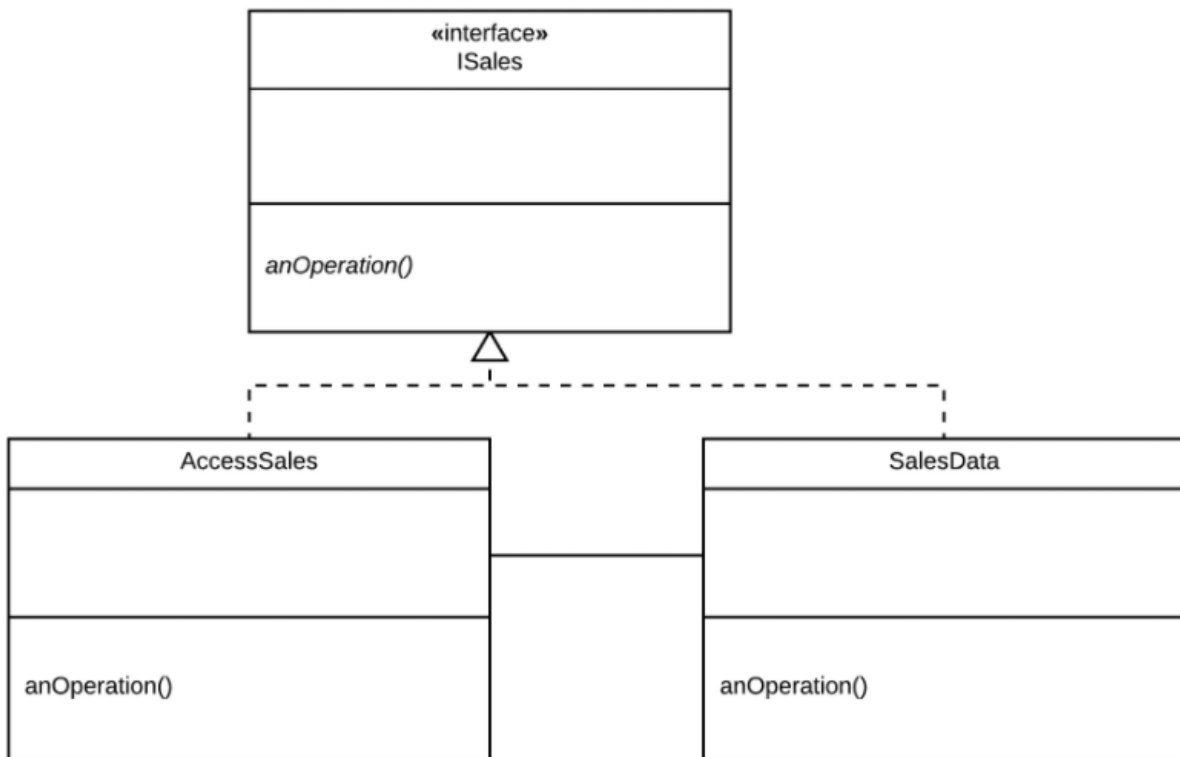 «interface»
ISales
anOperation()
AccessSales
SalesData
anOperation()
anOperation()